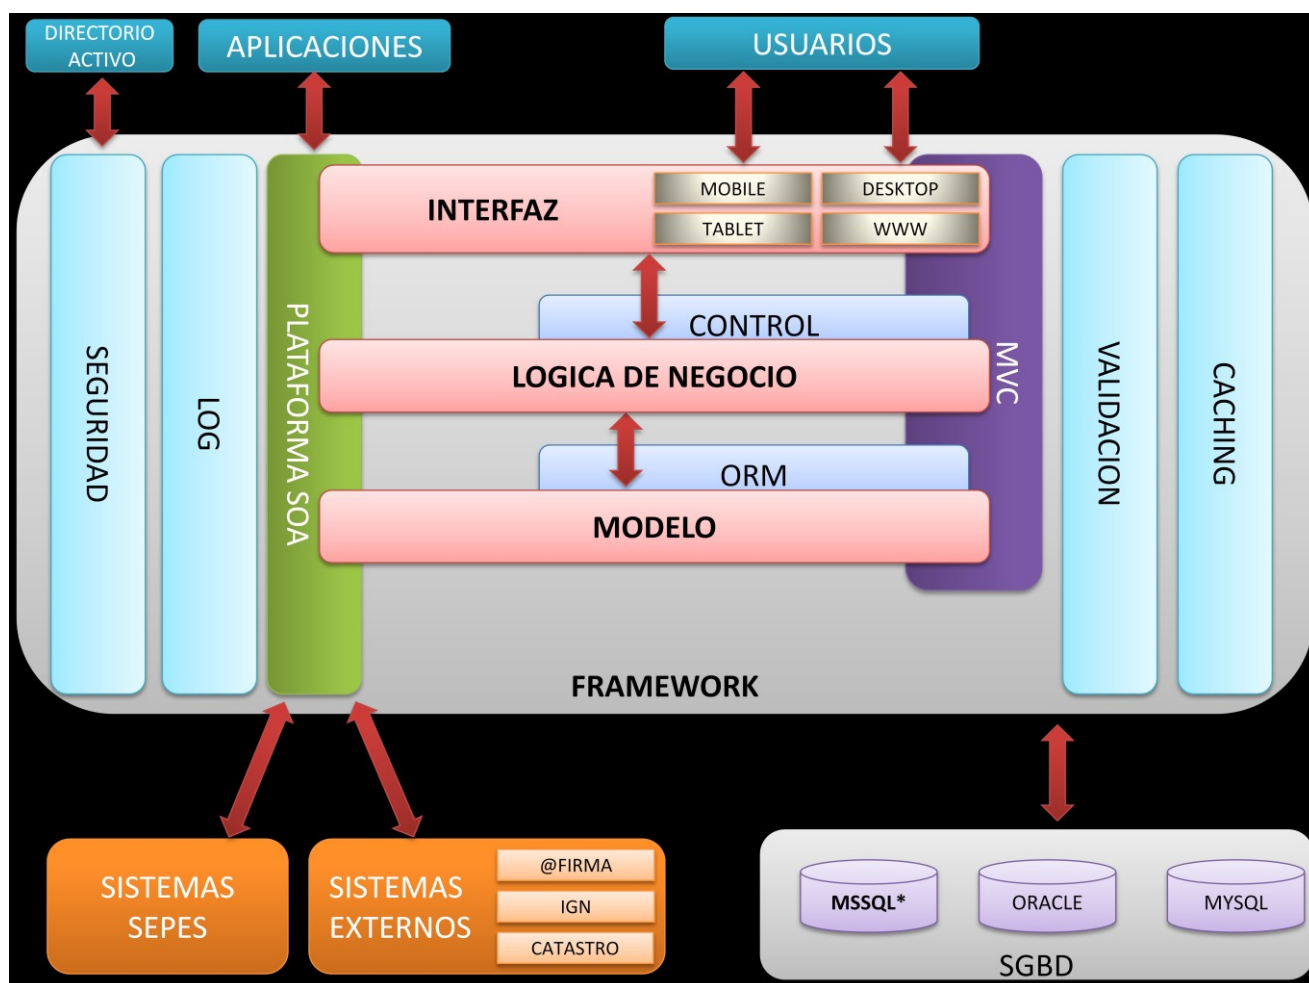 DIRECTORIO
ACTIVO
APLICACIONES
USUARIOS
SEGURIDAD
LOG
PLATAFORMA SOA
INTERFAZ
MOBILE
DESKTOP
TABLET
WWW
CONTROL
LOGICA DE NEGOCIO
ORM
MODELO
MVC
VALIDACION
CACHING
FRAMEWORK
SISTEMAS
SEPES
SISTEMAS
EXTERNOS
@FIRMA
IGN
CATASTRO
MSSQL*
ORACLE
MYSQL
SGBD